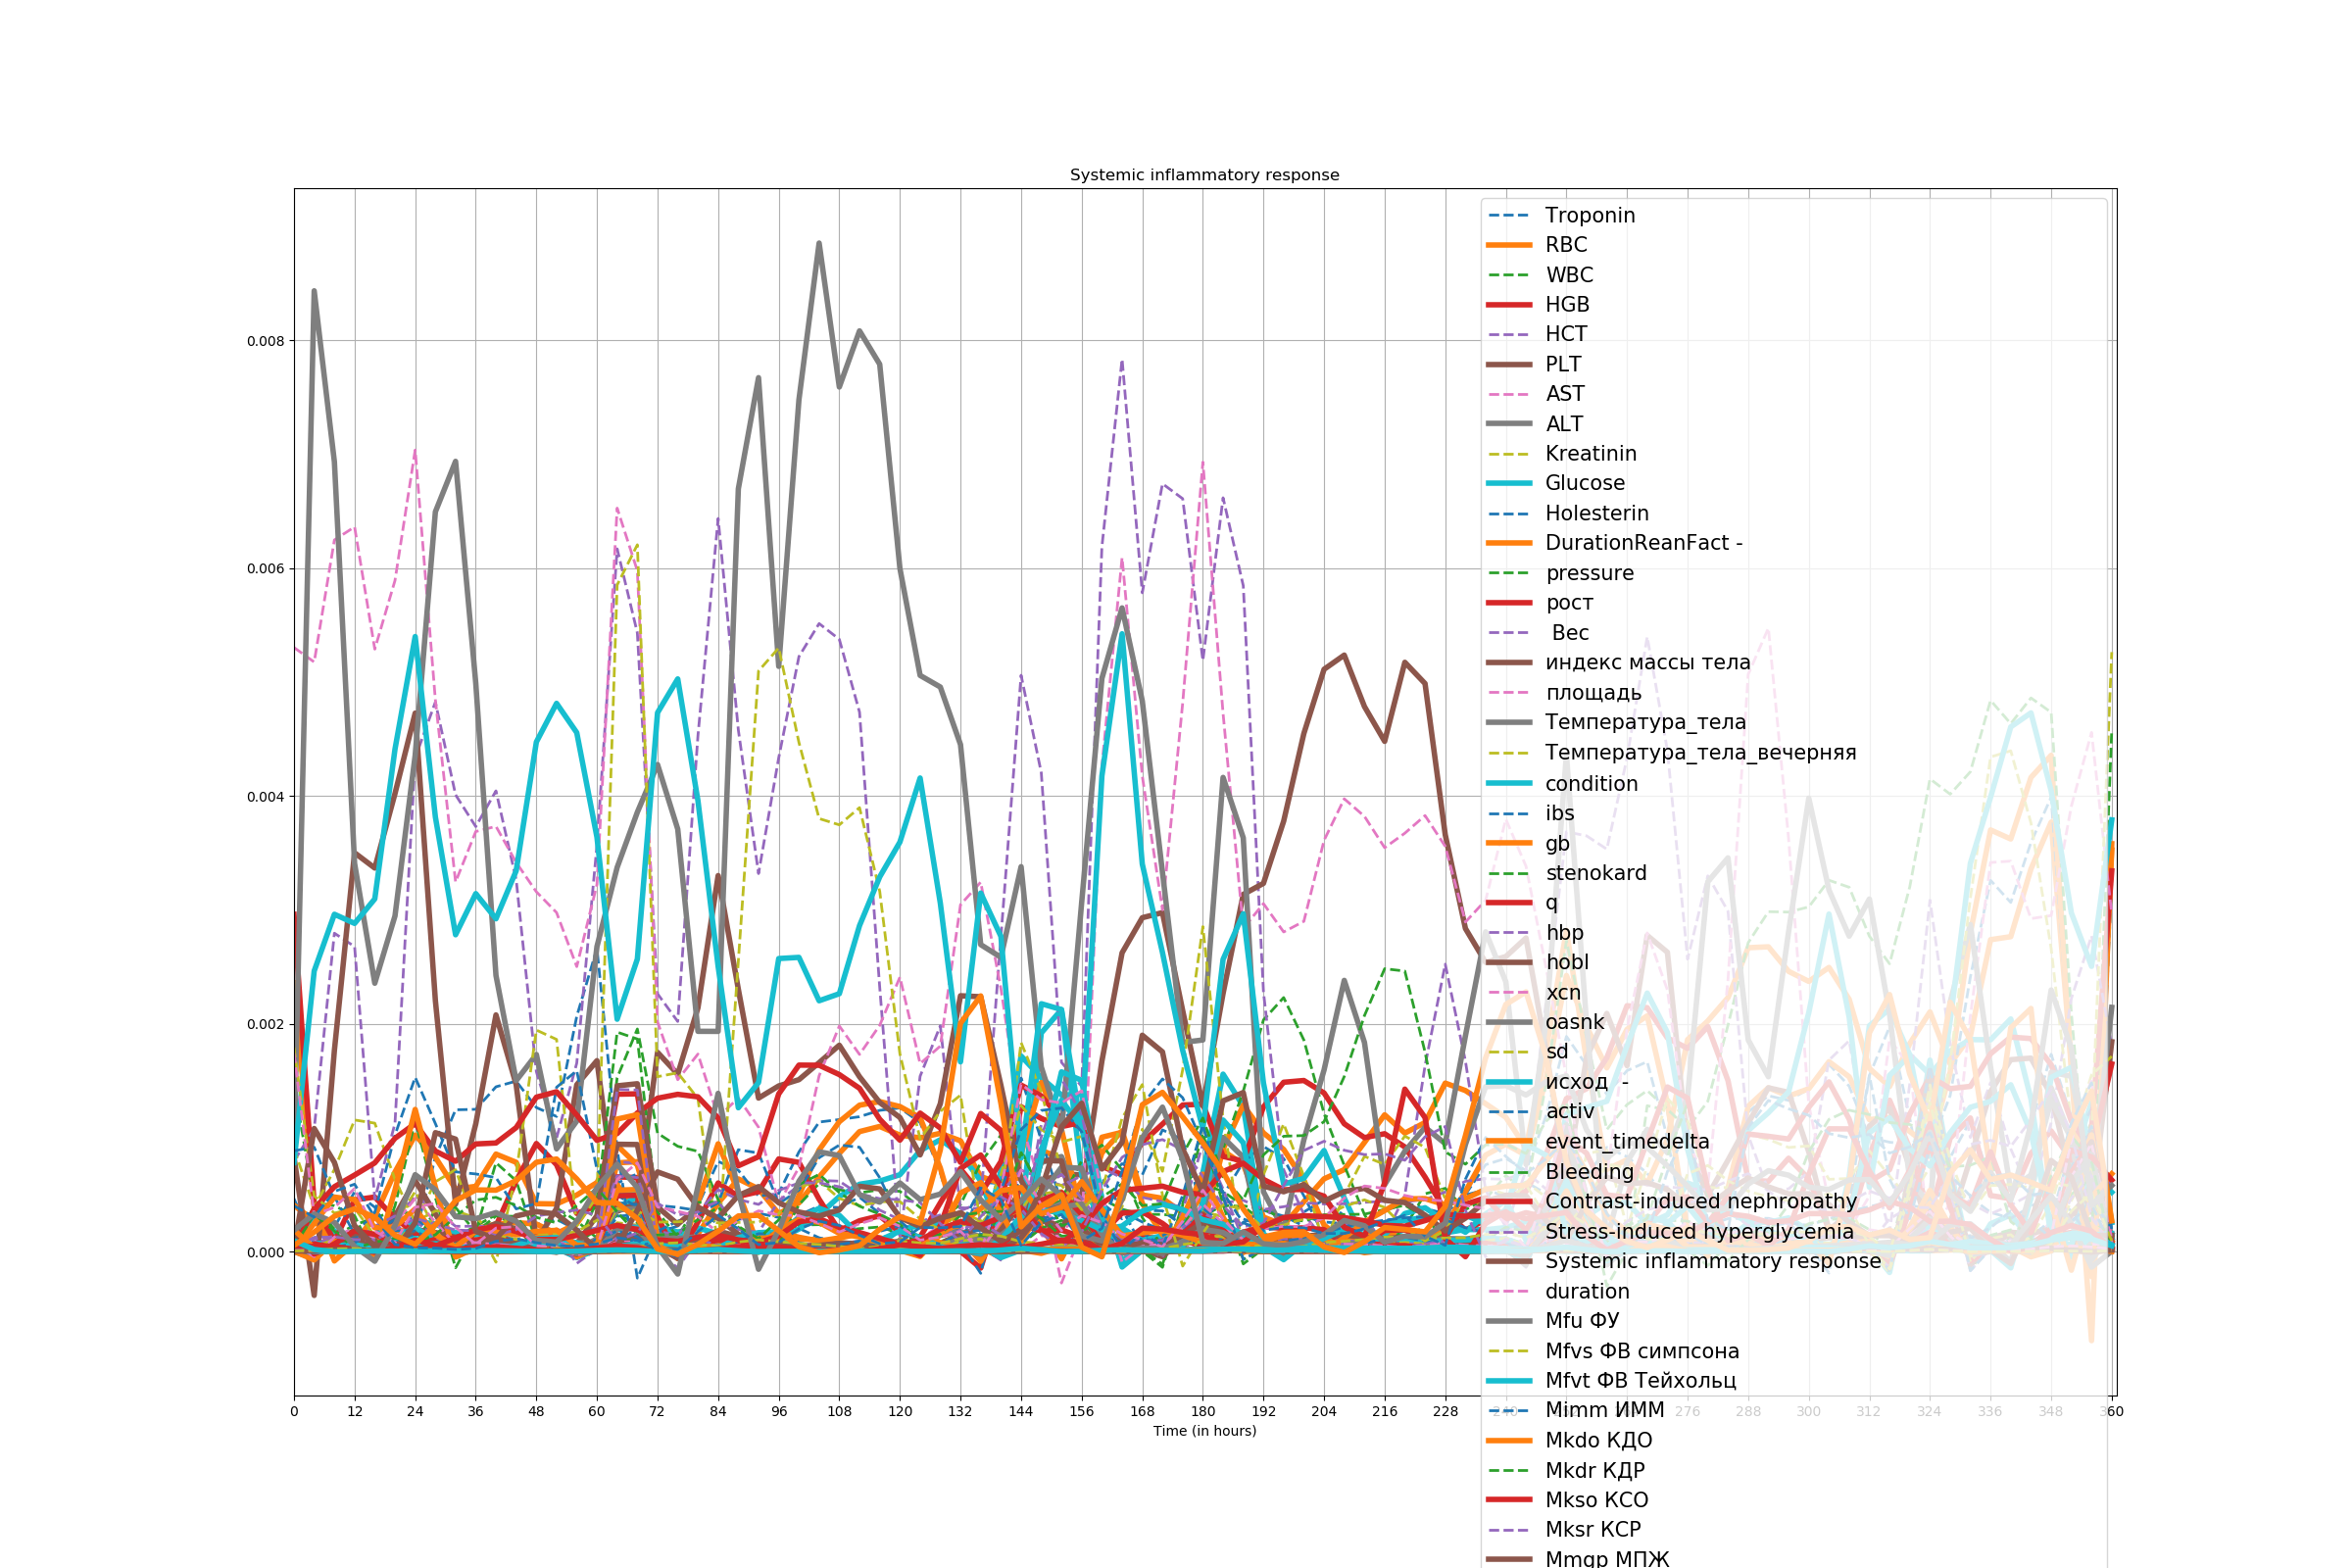 Systemic inflammatory response
0.008
0.006
0.004
0.002
0.000
0 12 24 36 48 60 72 84 96 108 120 132 144 156 168 180 192 204 216 228 240 276 288 300 312 324 336 348 360
Time (in hours)
Troponin
RBC
WBC
HGB
HCT
PLT
AST
ALT
Kreatinin
Glucose
Holesterin
DurationReanFact -
pressure
рост
Вес
индекс массы тела
площадь
Температура_тела
Температура_тела_вечерняя
condition
ibs
gb
stenokard
q
hbp
hobl
xcn
oasnk
sd
исход -
activ
event_timedelta
Bleeding
Contrast-induced nephropathy
Stress-induced hyperglycemia
Systemic inflammatory response
duration
Mfu ФУ
Mfvs ФВ симпсона
Mfvt ФВ Тейхольц
Mimm ИММ
Mkdo КДО
Mkdr КДР
Mkso КСО
Mksr КСР
Mmgp МПЖ